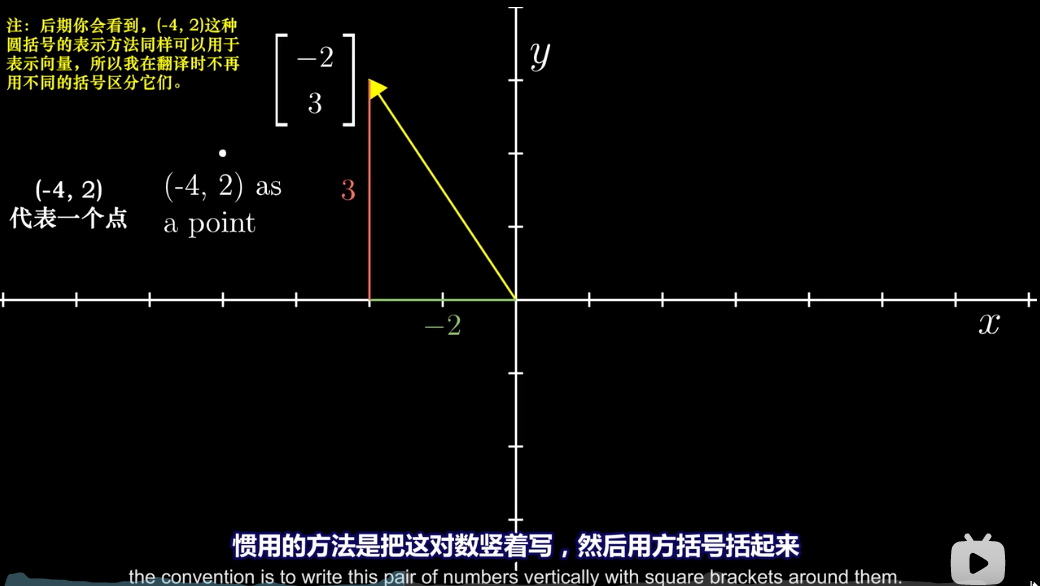 注：后期你会看到，(-4, 2)这种
圆括号的表示方法同样可以用于
表示向量，所以我在翻译时不再
用不同的括号区分它们。
-2
3
y
(-4, 2)
代表一个点
(-4, 2) as
a point
3
-2
x
惯用的方法是把这对数竖着写，然后用方括号括起来
the convention is to write this pair of numbers vertically with square brackets around them.